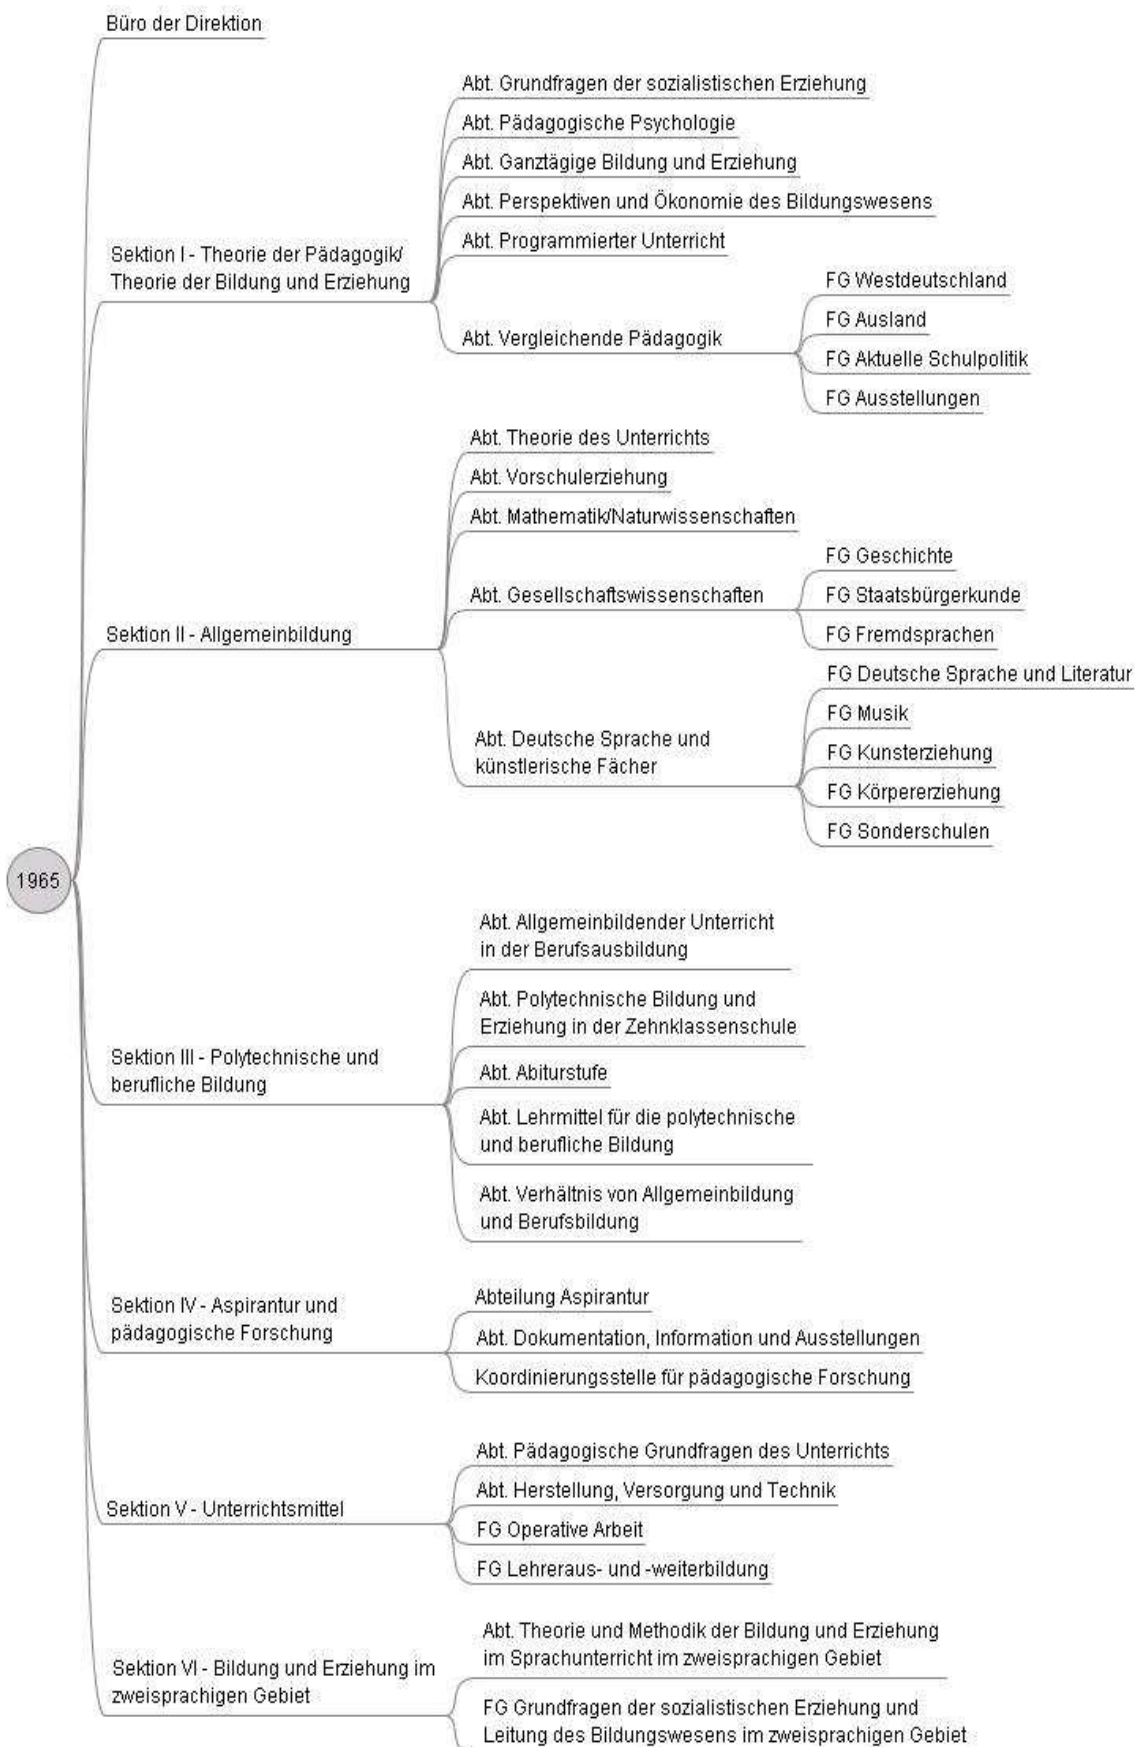 Büro der Direktion
Abt. Grundfragen der sozialistischen Erziehung
Abt. Pädagogische Psychologie
Abt. Ganztägige Bildung und Erziehung
Abt. Perspektiven und Ökonomie des Bildungswesens
Abt. Programmierter Unterricht
Sektion I - Theorie der Pädagogik/
Theorie der Bildung und Erziehung
FG Westdeutschland
FG Ausland
Abt. Vergleichende Pädagogik
FG Aktuelle Schulpolitik
FG Ausstellungen
Abt. Theorie des Unterrichts
Abt. Vorschulerziehung
Abt. Mathematik/Naturwissenschaften
FG Geschichte
Abt. Gesellschaftswissenschaften
FG Staatsbürgerkunde
FG Fremdsprachen
Sektion II - Allgemeinbildung
FG Deutsche Sprache und Literatur
FG Musik
Abt. Deutsche Sprache und
künstlerische Fächer
FG Kunsterziehung
FG Körpererziehung
FG Sonderschulen
1965
Abt. Allgemeinbildender Unterricht
in der Berufsausbildung
Abt. Polytechnische Bildung und
Erziehung in der Zehnklassenschule
Sektion III - Polytechnische und
berufliche Bildung
Abt. Abiturstufe
Abt. Lehrmittel für die polytechnische
und berufliche Bildung
Abt. Verhältnis von Allgemeinbildung
und Berufsbildung
Sektion IV - Aspirantur und
pädagogische Forschung
Abteilung Aspirantur
Abt. Dokumentation, Information und Ausstellungen
Koordinierungsstelle für pädagogische Forschung
Abt. Pädagogische Grundfragen des Unterrichts
Abt. Herstellung, Versorgung und Technik
Sektion V - Unterrichtsmittel
FG Operative Arbeit
FG Lehreraus- und -weiterbildung
Abt. Theorie und Methodik der Bildung und Erziehung
im Sprachunterricht im zweisprachigen Gebiet
Sektion VI - Bildung und Erziehung im
zweisprachigen Gebiet
FG Grundfragen der sozialistischen Erziehung und
Leitung des Bildungswesens im zweisprachigen Gebiet